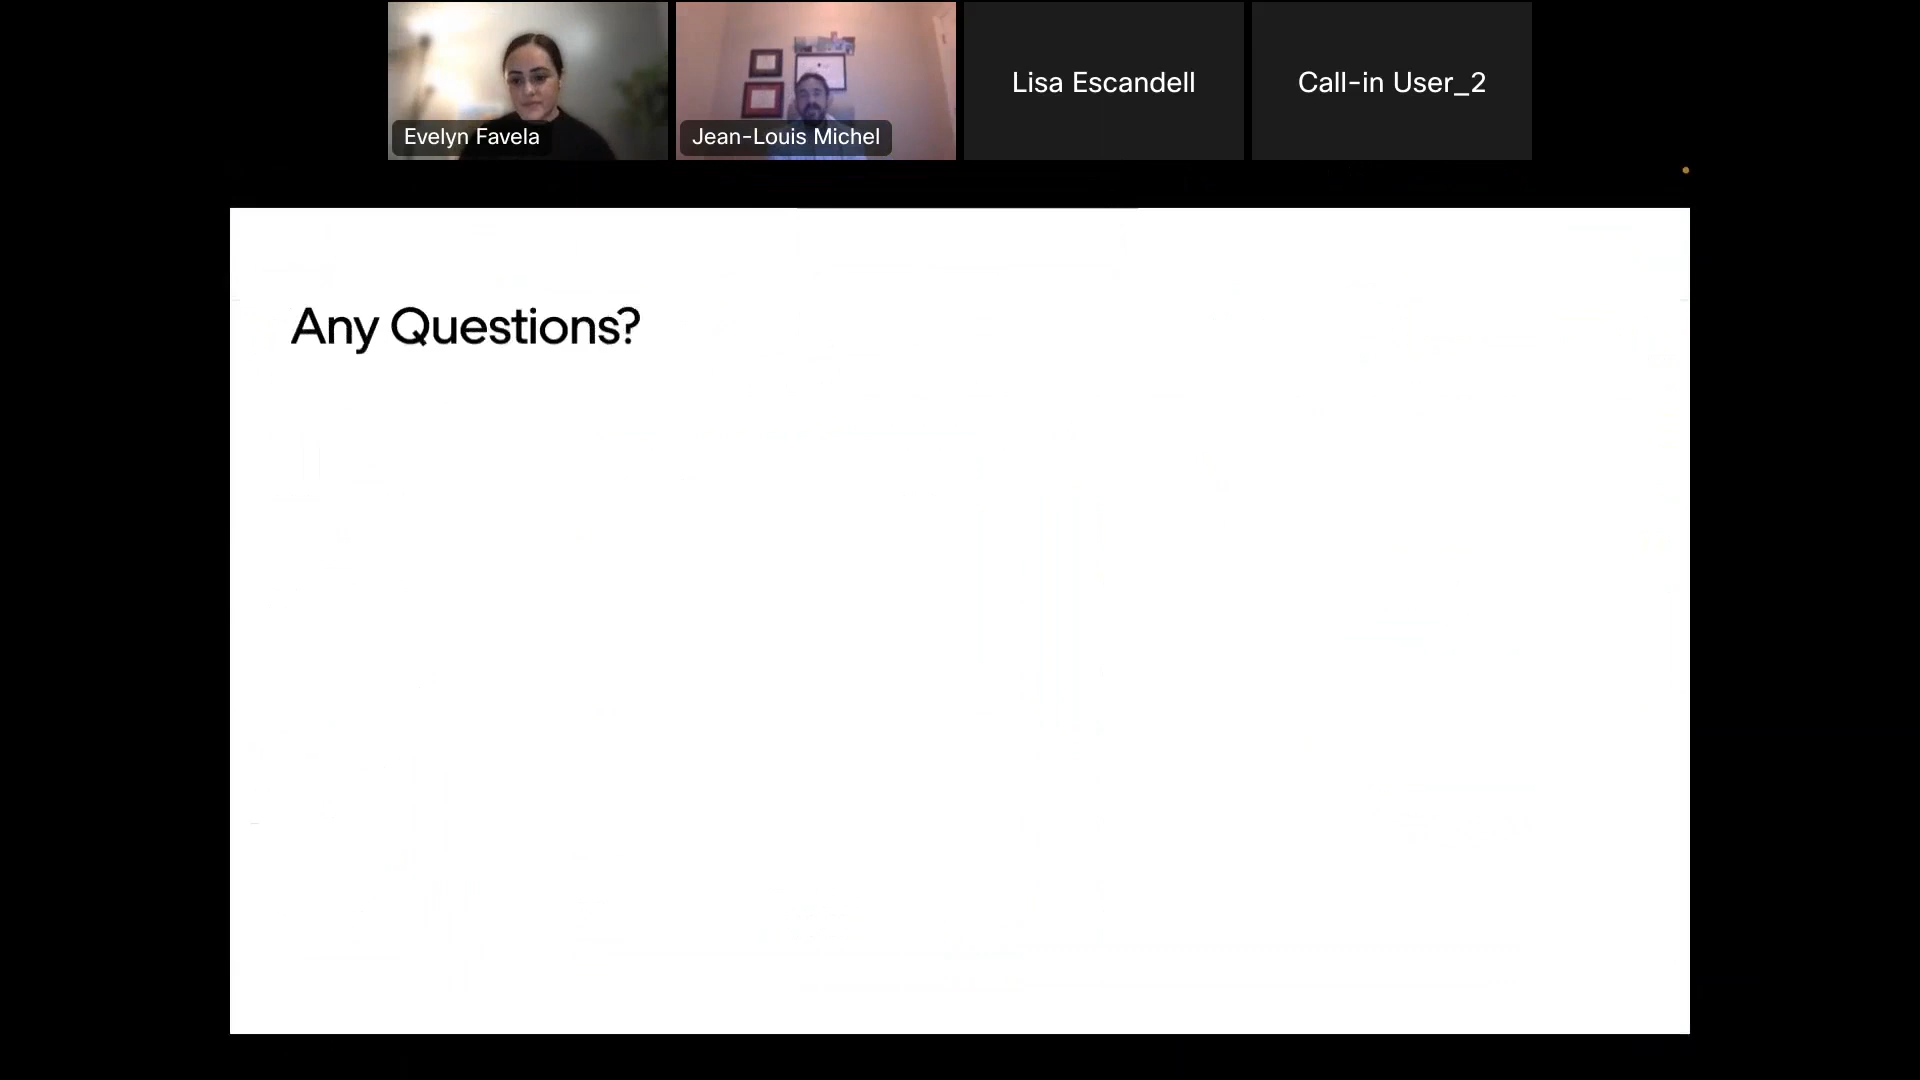 Evelyn Favela
Jean-Louis Michel
Lisa Escandell
Call-in User_2
Any Questions?